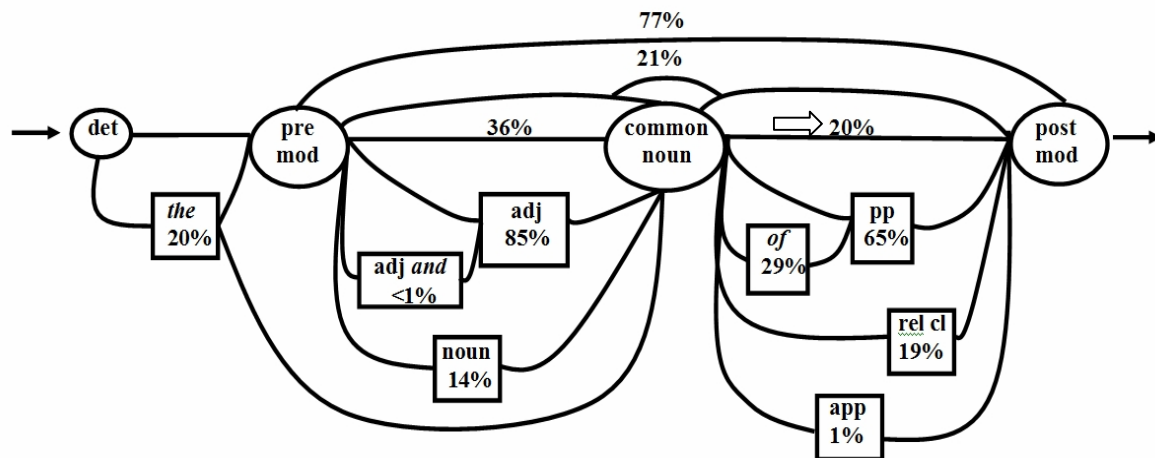 77%
21%
det
pre
mod
36%
common
noun
20%
post
mod
the
20%
adj
85%
adj and
<1%
noun
14%
of
29%
pp
65%
rel cl
19%
app
1%